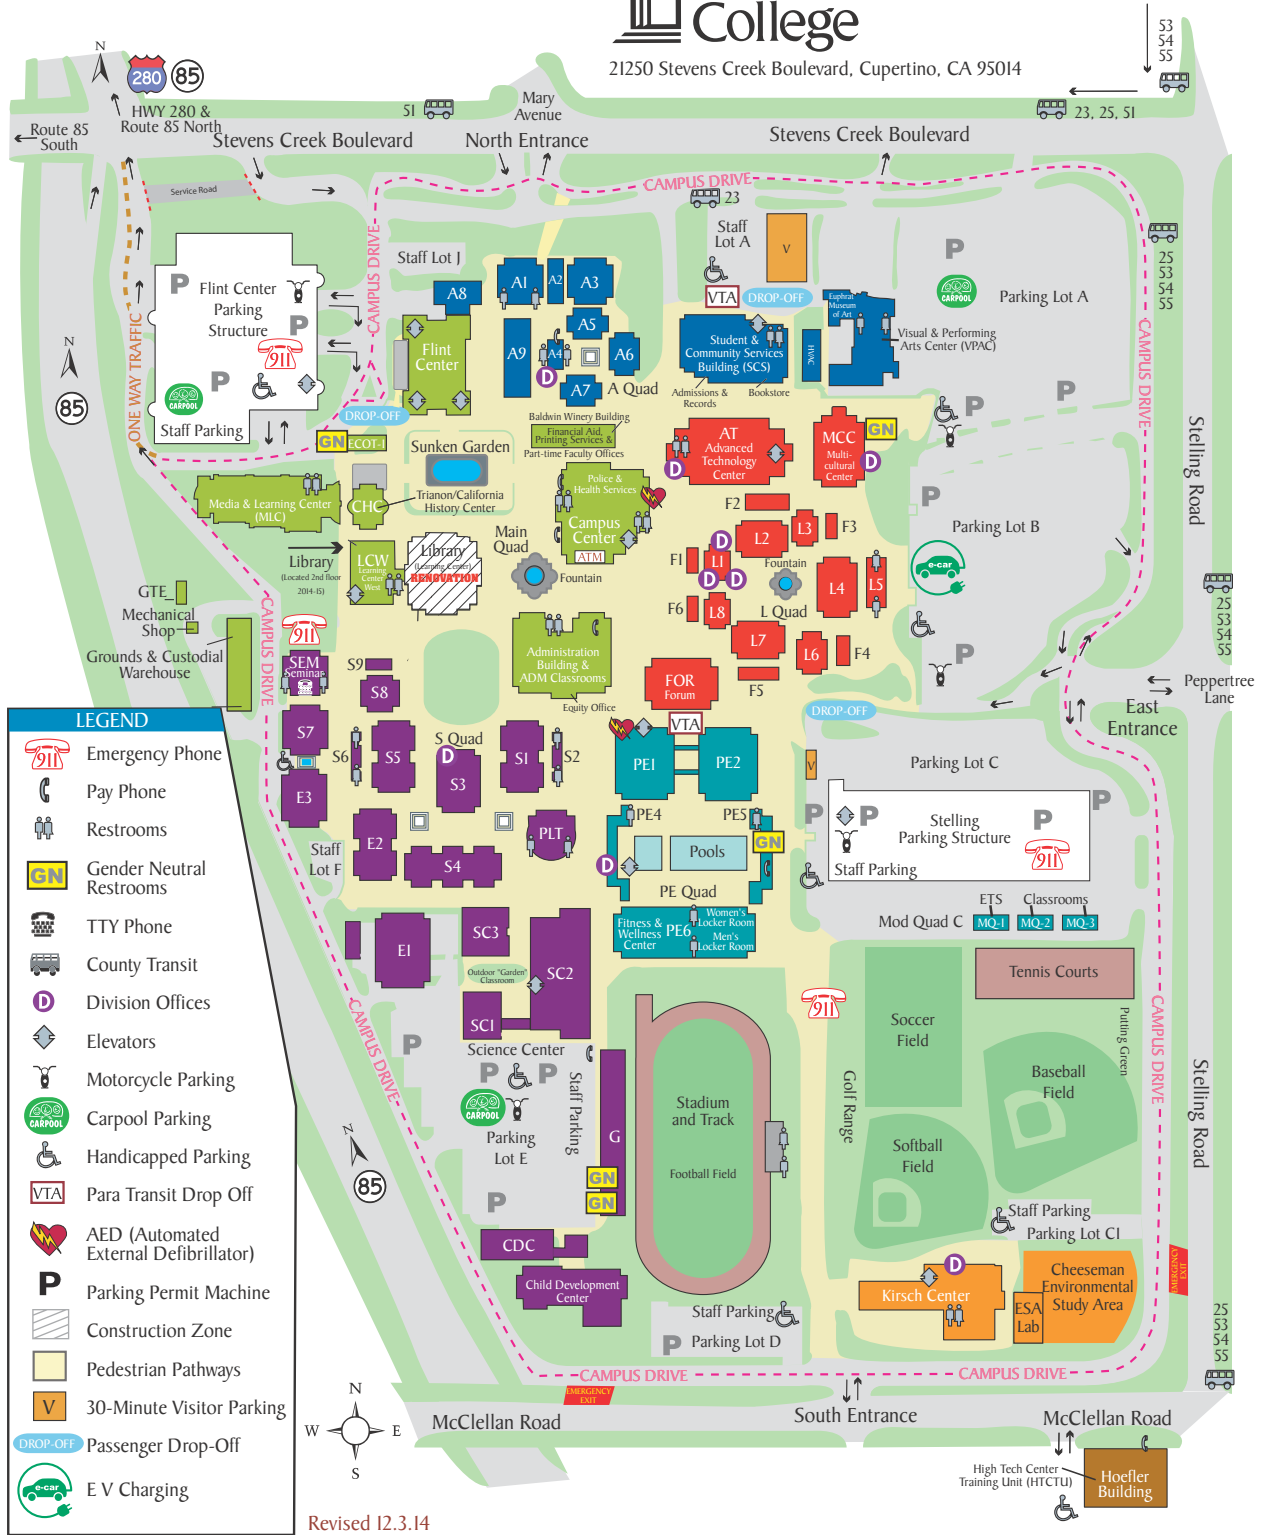 College
21250 Stevens Creek Boulevard, Cupertino, CA 95014
53
54
55
N
280
85
HWY 280 &
Route 85 North
Route 85
South
51
Mary
Avenue
23, 25, 51
Stevens Creek Boulevard
North Entrance
Stevens Creek Boulevard
Service Road
CAMPUS DRIVE
23
Staff
Lot A
V
VTA
DROP-OFF
25
53
54
55
P
CARPOOL
Parking Lot A
Staff Lot J
CAMPUS DRIVE
ONE WAY TRAFFIC
P
Flint Center
Parking
Structure
P
911
P
CARPOOL
Staff Parking
N
85
A1
A2
A3
A8
A5
A9
A4
A6
D
A7
A Quad
Flint
Center
Student &
Community Services
Building (SCS)
Admissions &
Records
Bookstore
HVAC
Euphrat
Museum
of Art
Visual & Performing
Arts Center (VPAC)
CAMPUS DRIVE
P
P
Stelling Road
DROP-OFF
GN
ECOT-1
Sunken Garden
Baldwin Winery Building
Financial Aid,
Printing Services &
Part-time Faculty Offices
AT
Advanced
Technology
Center
D
MCC
Multi-
cultural
Center
GN
D
Media & Learning Center
(MLC)
CHC
Trianon/California
History Center
Police &
Health Services
Campus
Center
ATM
Main
Quad
Fountain
F2
L2
L3
F3
D
L1
D
D
F1
Fountain
L Quad
L4
L5
F6
L8
L7
L6
F4
F5
P
Parking Lot B
e-car
P
Library
(Located 2nd floor
2014-15)
LCW
Learning
Center
West
Library
(Learning Center)
RENOVATION
GTE
Mechanical
Shop
Grounds & Custodial
Warehouse
CAMPUS DRIVE
911
SEM
Seminar
S9
S8
S7
S6
S5
S Quad
D
S3
S1
S2
E3
E2
S4
PLT
Staff
Lot F
Administration
Building &
ADM Classrooms
Equity Office
FOR
Forum
VTA
PE1
PE2
PE4
PE5
GN
D
Pools
PE Quad
Fitness &
Wellness
Center
PE6
Women's
Locker Room
Men's
Locker Room
DROP-OFF
25
53
54
55
Peppertree
Lane
East
Entrance
V
Parking Lot C
P
P
P
P
Stelling
Parking Structure
911
Staff Parking
ETS
Classrooms
Mod Quad C
MQ-1
MQ-2
MQ-3
E1
SC3
Outdoor "Garden"
Classroom
SC2
SC1
Science Center
CAMPUS DRIVE
P
P
P
CARPOOL
Parking
Lot E
Staff Parking
P
G
GN
GN
N
85
CDC
Child Development
Center
Stadium
and Track
Football Field
911
Golf Range
Soccer
Field
Tennis Courts
Putting Green
CAMPUS DRIVE
Baseball
Field
Softball
Field
Stelling Road
Staff Parking
Parking Lot C1
D
Kirsch Center
ESA
Lab
Cheeseman
Environmental
Study Area
EMERGENCY
EXIT
25
53
54
55
Staff Parking
P
Parking Lot D
CAMPUS DRIVE
CAMPUS DRIVE
EMERGENCY
EXIT
McClellan Road
South Entrance
McClellan Road
High Tech Center
Training Unit (HTCTU)
Hoefler
Building
N
W
E
S
LEGEND
911
Emergency Phone
Pay Phone
Restrooms
GN
Gender Neutral
Restrooms
TTY Phone
County Transit
D
Division Offices
Elevators
Motorcycle Parking
CARPOOL
Carpool Parking
Handicapped Parking
VTA
Para Transit Drop Off
AED (Automated
External Defibrillator)
P
Parking Permit Machine
Construction Zone
Pedestrian Pathways
V
30-Minute Visitor Parking
DROP-OFF
Passenger Drop-Off
e-car
E V Charging
Revised 12.3.14